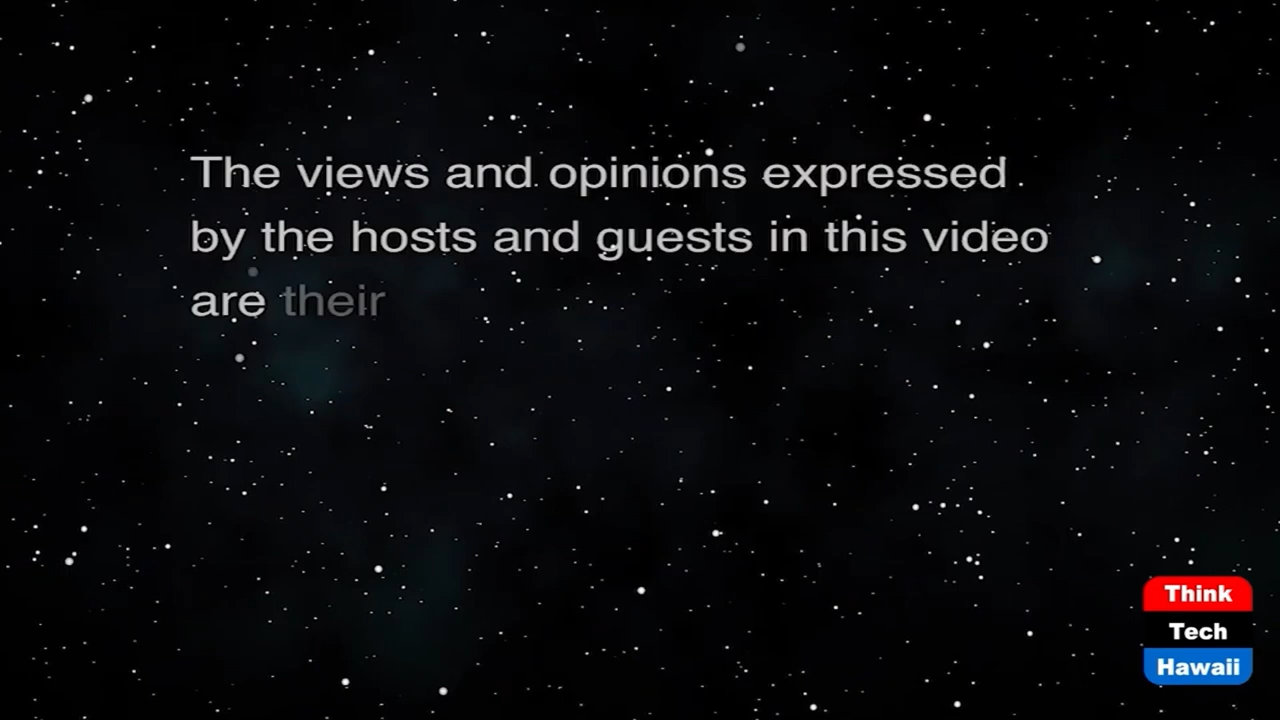 The views and opinions expressed
by the hosts and guests in this video
are their
Think
Tech
Hawaii